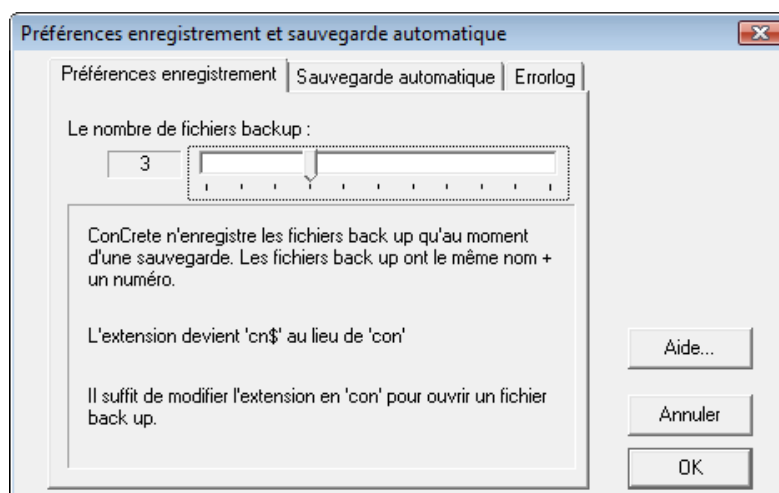 Préférences enregistrement et sauvegarde automatique
Préférences enregistrement
Sauvegarde automatique
Errorlog
Le nombre de fichiers backup :
3
ConCrete n'enregistre les fichiers back up qu'au moment
d'une sauvegarde. Les fichiers back up ont le même nom +
un numéro.
L'extension devient 'cn$' au lieu de 'con'
Il suffit de modifier l'extension en 'con' pour ouvrir un fichier
back up.
Aide...
Annuler
OK